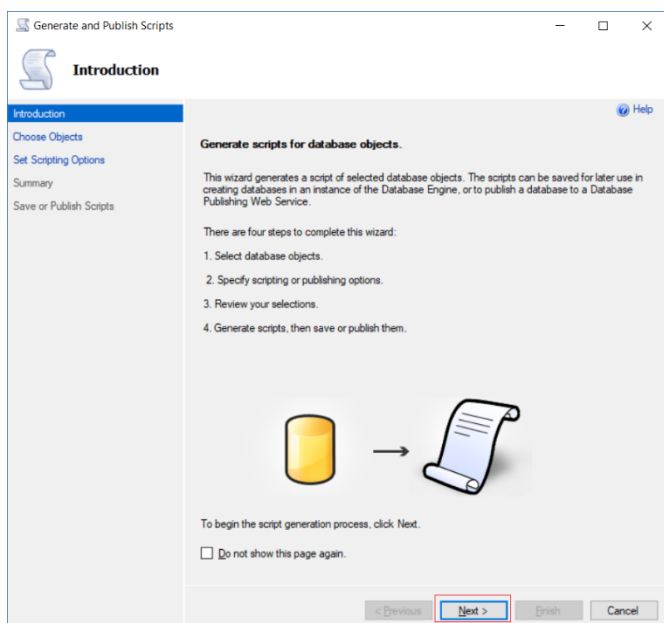 Generate and Publish Scripts
Introduction
Introduction
Choose Objects
Set Scripting Options
Summary
Save or Publish Scripts
Help
Generate scripts for database objects.
This wizard generates a script of selected database objects. The scripts can be saved for later use in
creating databases in an instance of the Database Engine, or to publish a database to a Database
Publishing Web Service.
There are four steps to complete this wizard:
1. Select database objects.
2. Specify scripting or publishing options.
3. Review your selections.
4. Generate scripts, then save or publish them.
To begin the script generation process, click Next.
Do not show this page again.
< Previous
Next >
Finish
Cancel